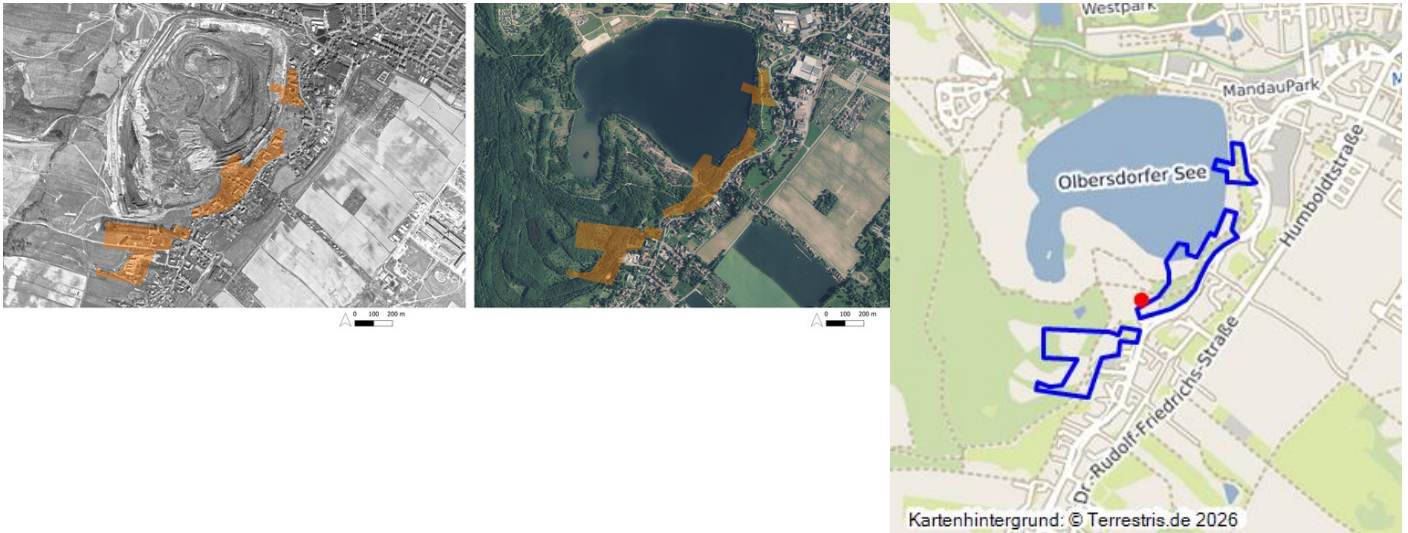 0 100 200 m
0 100 200 m
Westpark
MandauPark
M
Olbersdorfer See
Humboldtstraße
Dr.-Rudolf-Friedrichs-Straße
Kartenhintergrund: © Terrestris.de 2026